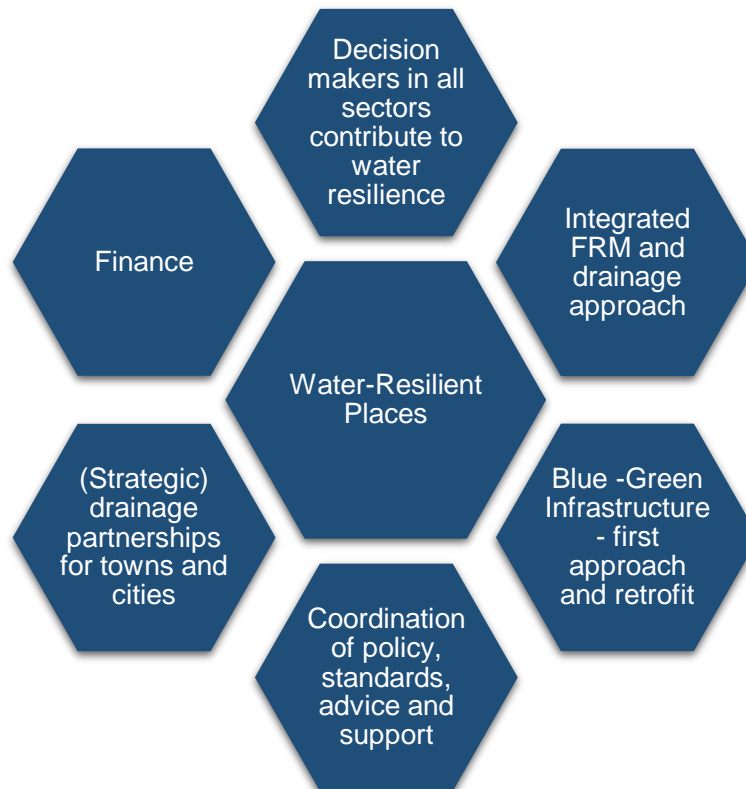 Decision
makers in all
sectors
contribute to
water
resilience
Finance
Integrated
FRM and
drainage
approach
Water-Resilient
Places
(Strategic)
drainage
partnerships
for towns and
cities
Blue -Green
Infrastructure
- first
approach
and retrofit
Coordination
of policy,
standards,
advice and
support